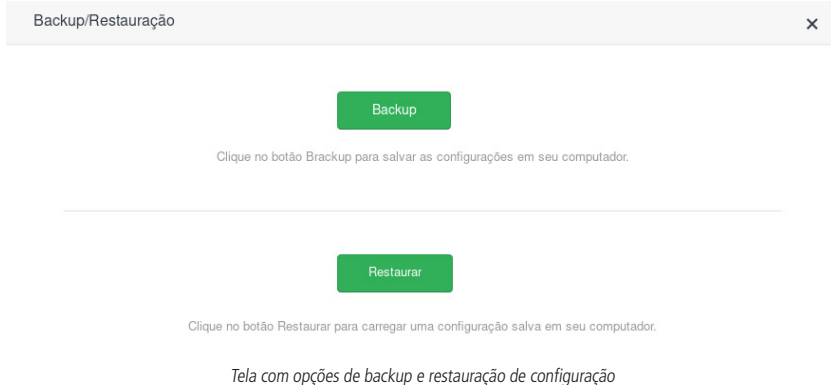 Backup/Restauração
×
Backup
Clique no botão Brackup para salvar as configurações em seu computador.
Restaurar
Clique no botão Restaurar para carregar uma configuração salva em seu computador.
Tela com opções de backup e restauração de configuração